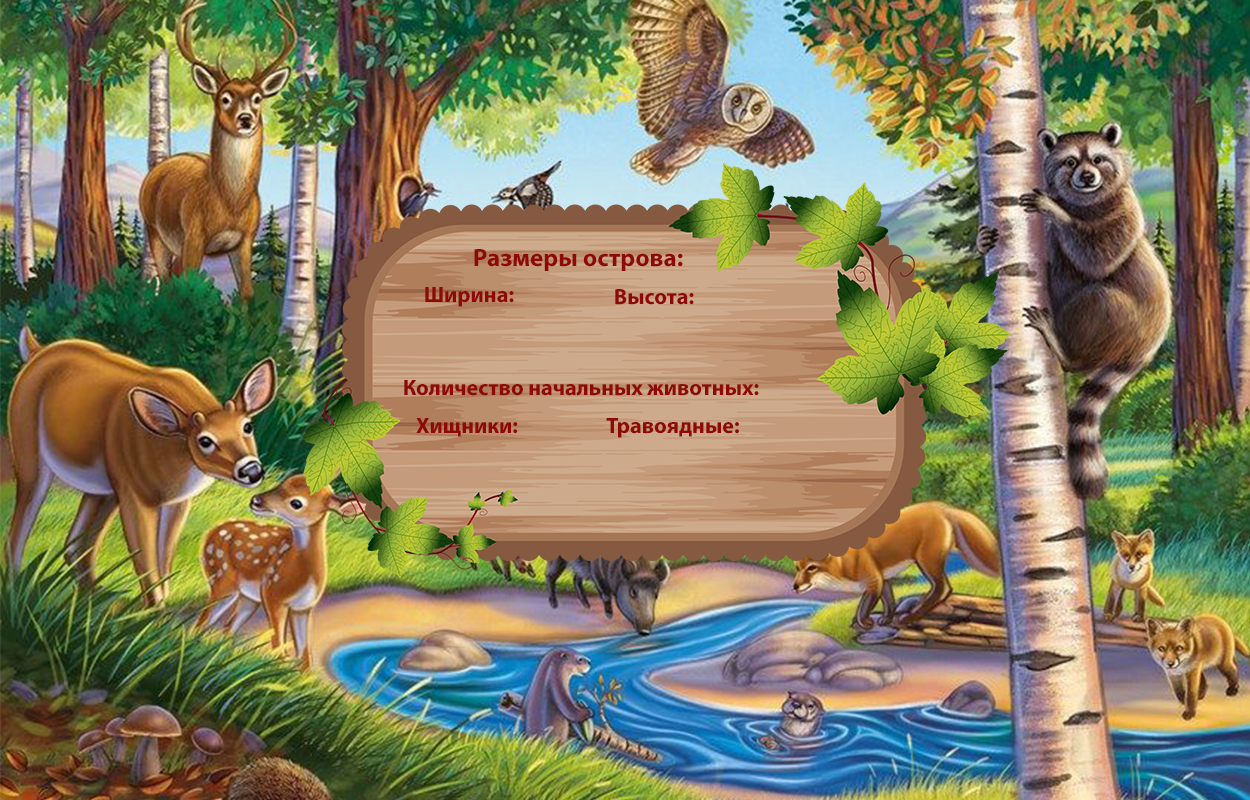 Размеры острова:
Ширина: Высота:
Количество начальных животных:
Хищники: Травоядные: